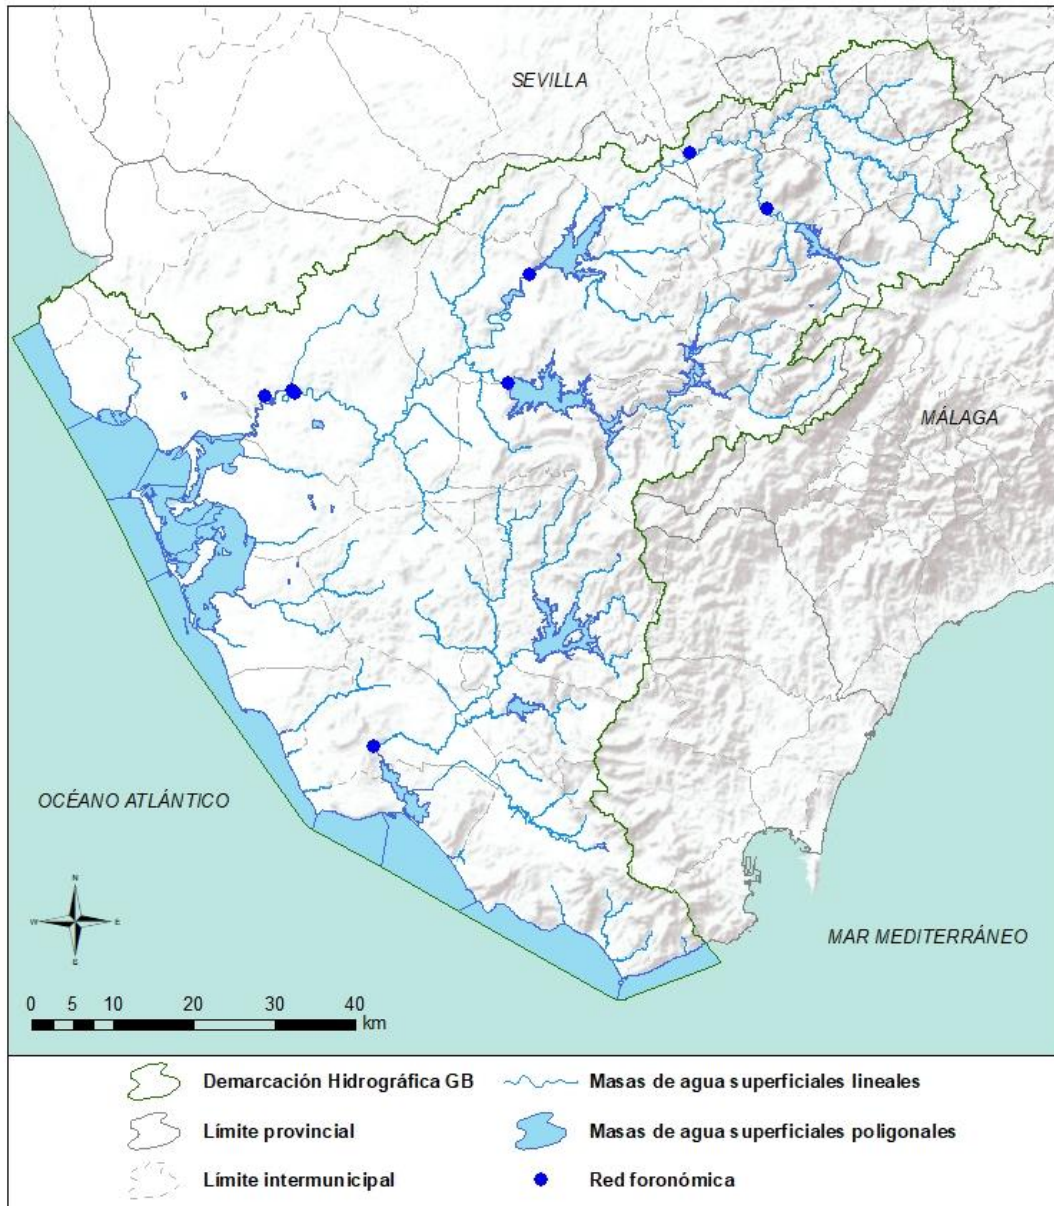 SEVILLA
MÁLAGA
OCÉANO ATLÁNTICO
MAR MEDITERRÁNEO
N
W E
E
0 5 10 20 30 40
km
Demarcación Hidrográfica GB
Masas de agua superficiales lineales
Límite provincial
Masas de agua superficiales poligonales
Límite intermunicipal
Red foronómica